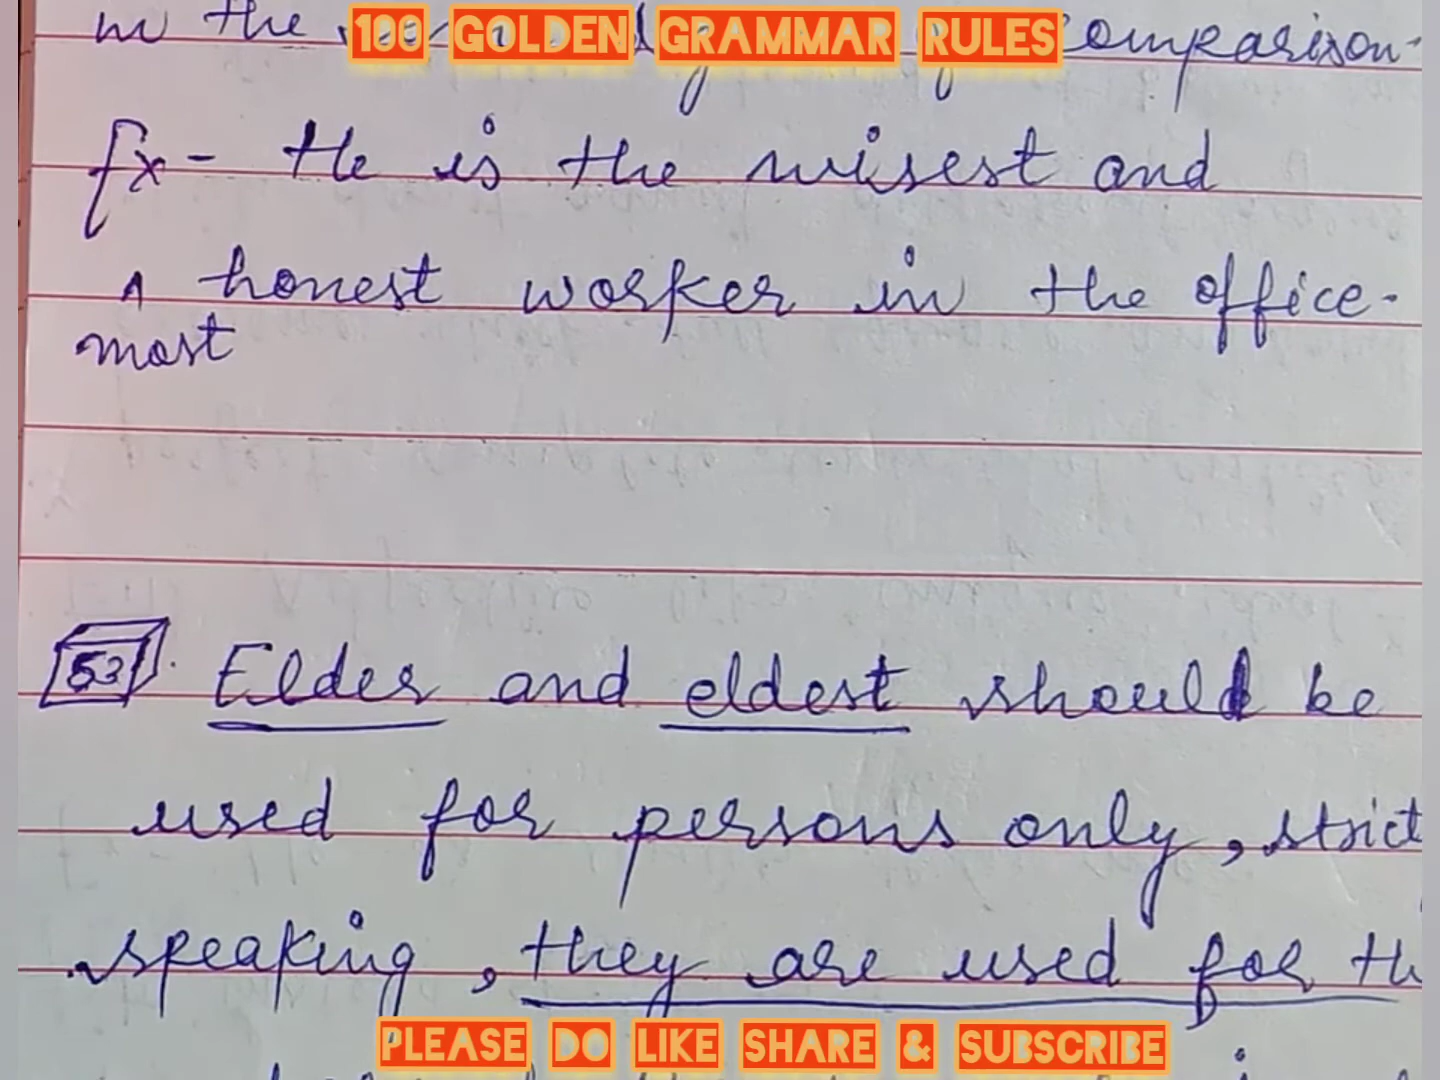 100 GOLDEN GRAMMAR RULES
in the comparison.
Ex- He is the wisest and
^ honest worker in the office.
most
53. Elder and eldest should be
used for persons only, strict
speaking, they are used for th
PLEASE DO LIKE SHARE & SUBSCRIBE